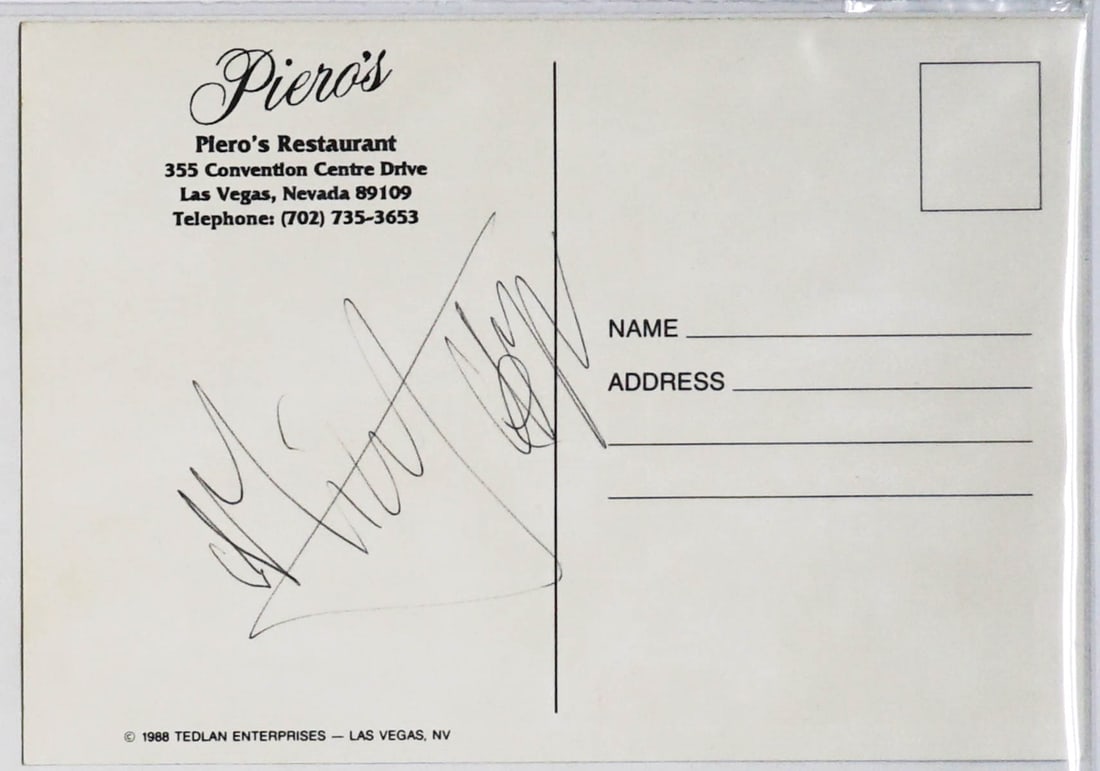 Piero's
Piero's Restaurant
355 Convention Centre Drive
Las Vegas, Nevada 89109
Telephone: (702) 735-3653
NAME
ADDRESS
© 1988 TEDLAN ENTERPRISES — LAS VEGAS, NV